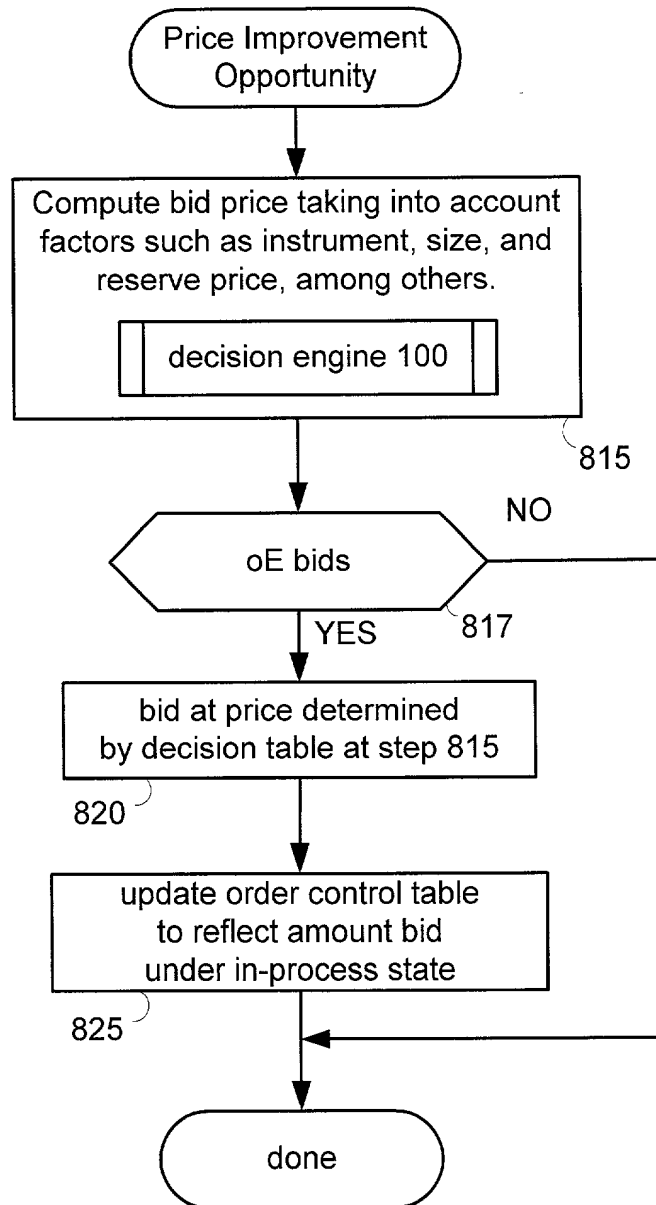 Price Improvement
Opportunity
Compute bid price taking into account
factors such as instrument, size, and
reserve price, among others.
decision engine 100
815
NO
oE bids
817
YES
bid at price determined
by decision table at step 815
820
update order control table
to reflect amount bid
under in-process state
825
done